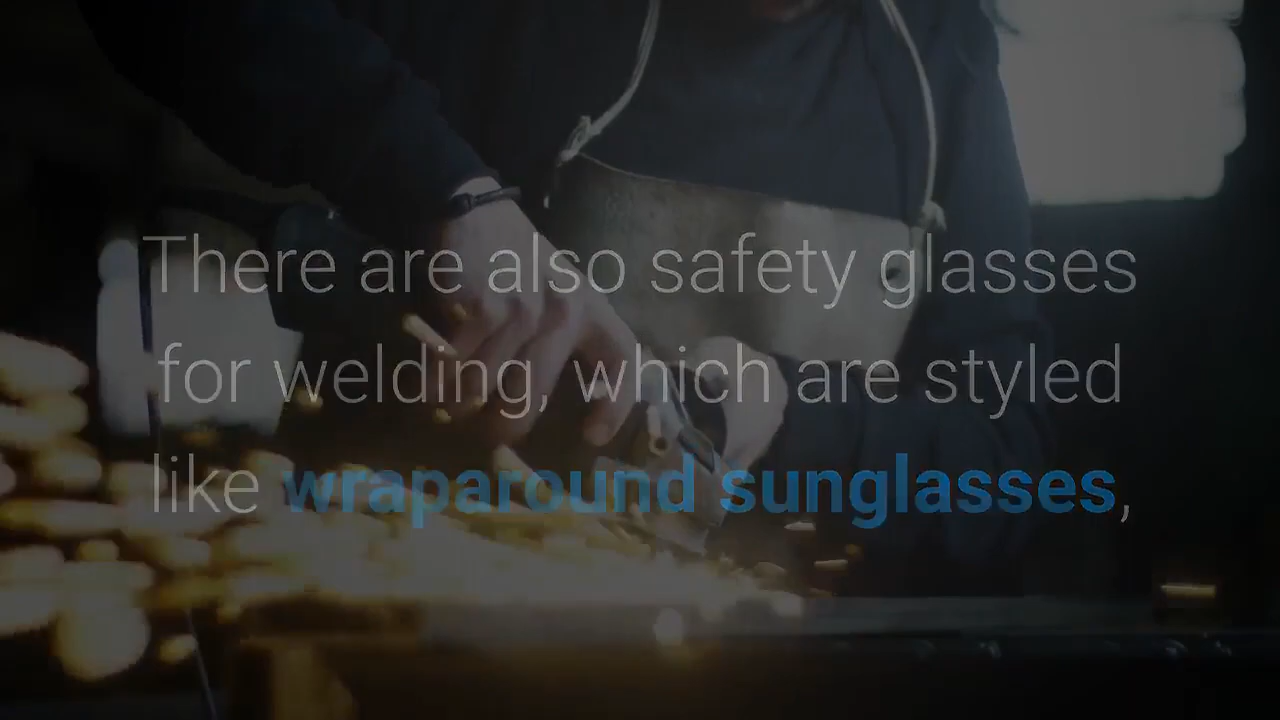 There are also safety glasses
for welding, which are styled
like wraparound sunglasses,